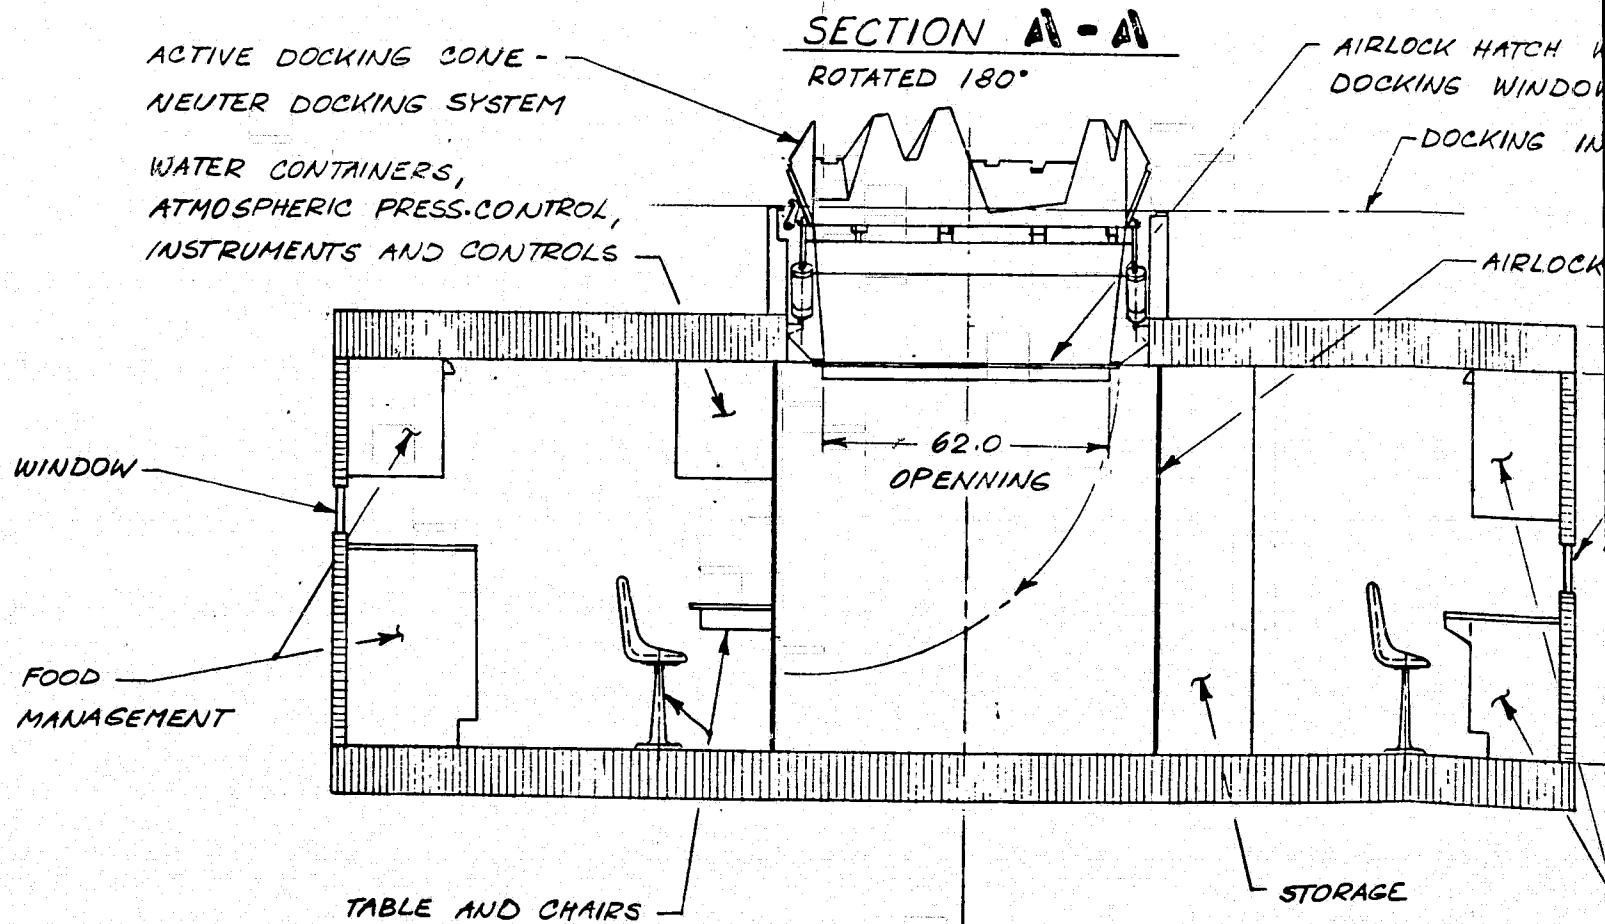 SECTION A-A
ROTATED 180°
ACTIVE DOCKING CONE -
NEUTER DOCKING SYSTEM
WATER CONTAINERS,
ATMOSPHERIC PRESS. CONTROL,
INSTRUMENTS AND CONTROLS
AIRLOCK HATCH
DOCKING WINDOW
DOCKING
AIRLOCK
62.0
OPENNING
WINDOW
FOOD
MANAGEMENT
TABLE AND CHAIRS
STORAGE